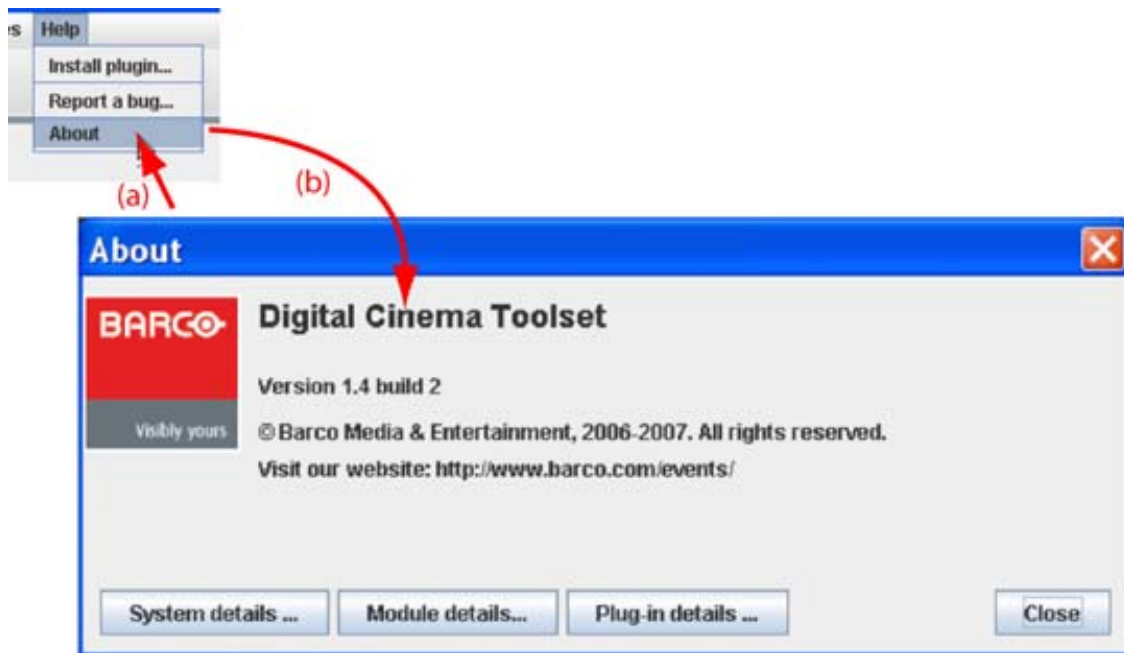 es Help
Install plugin...
Report a bug...
About
(a)
(b)
About
BARCO
Visibly yours
Digital Cinema Toolset
Version 1.4 build 2
© Barco Media & Entertainment, 2006-2007. All rights reserved.
Visit our website: http://www.barco.com/events/
System details ...
Module details...
Plug-in details ...
Close